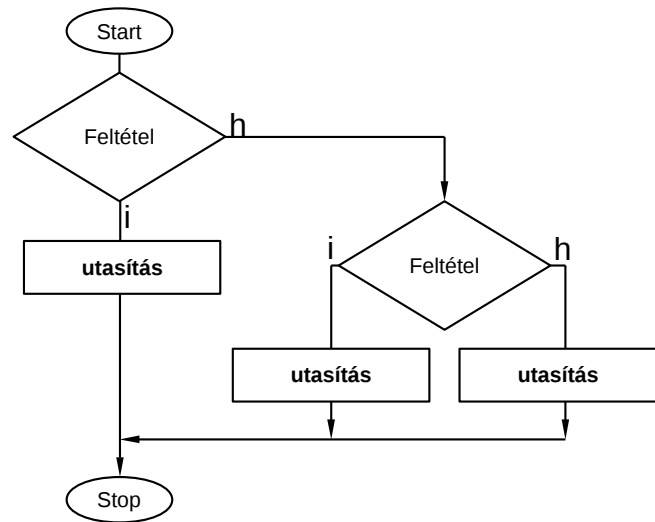 Start
Feltétel
h
i
utasítás
i
Feltétel
h
utasítás
utasítás
Stop